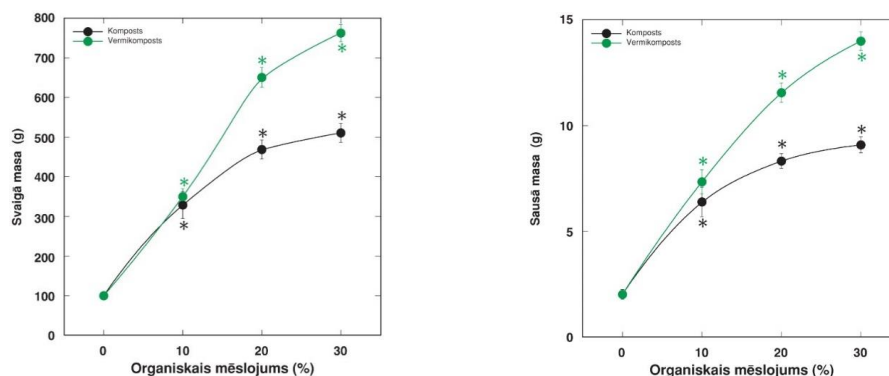 800
700
600
500
400
300
200
100
0
Svaigā masa (g)
Komposts
Vermikomposts
*
*
*
*
*
*
0 10 20 30
Organiskais mēslojums (%)
15
10
5
0
Sausā masa (g)
Komposts
Vermikomposts
*
*
*
*
*
*
0 10 20 30
Organiskais mēslojums (%)